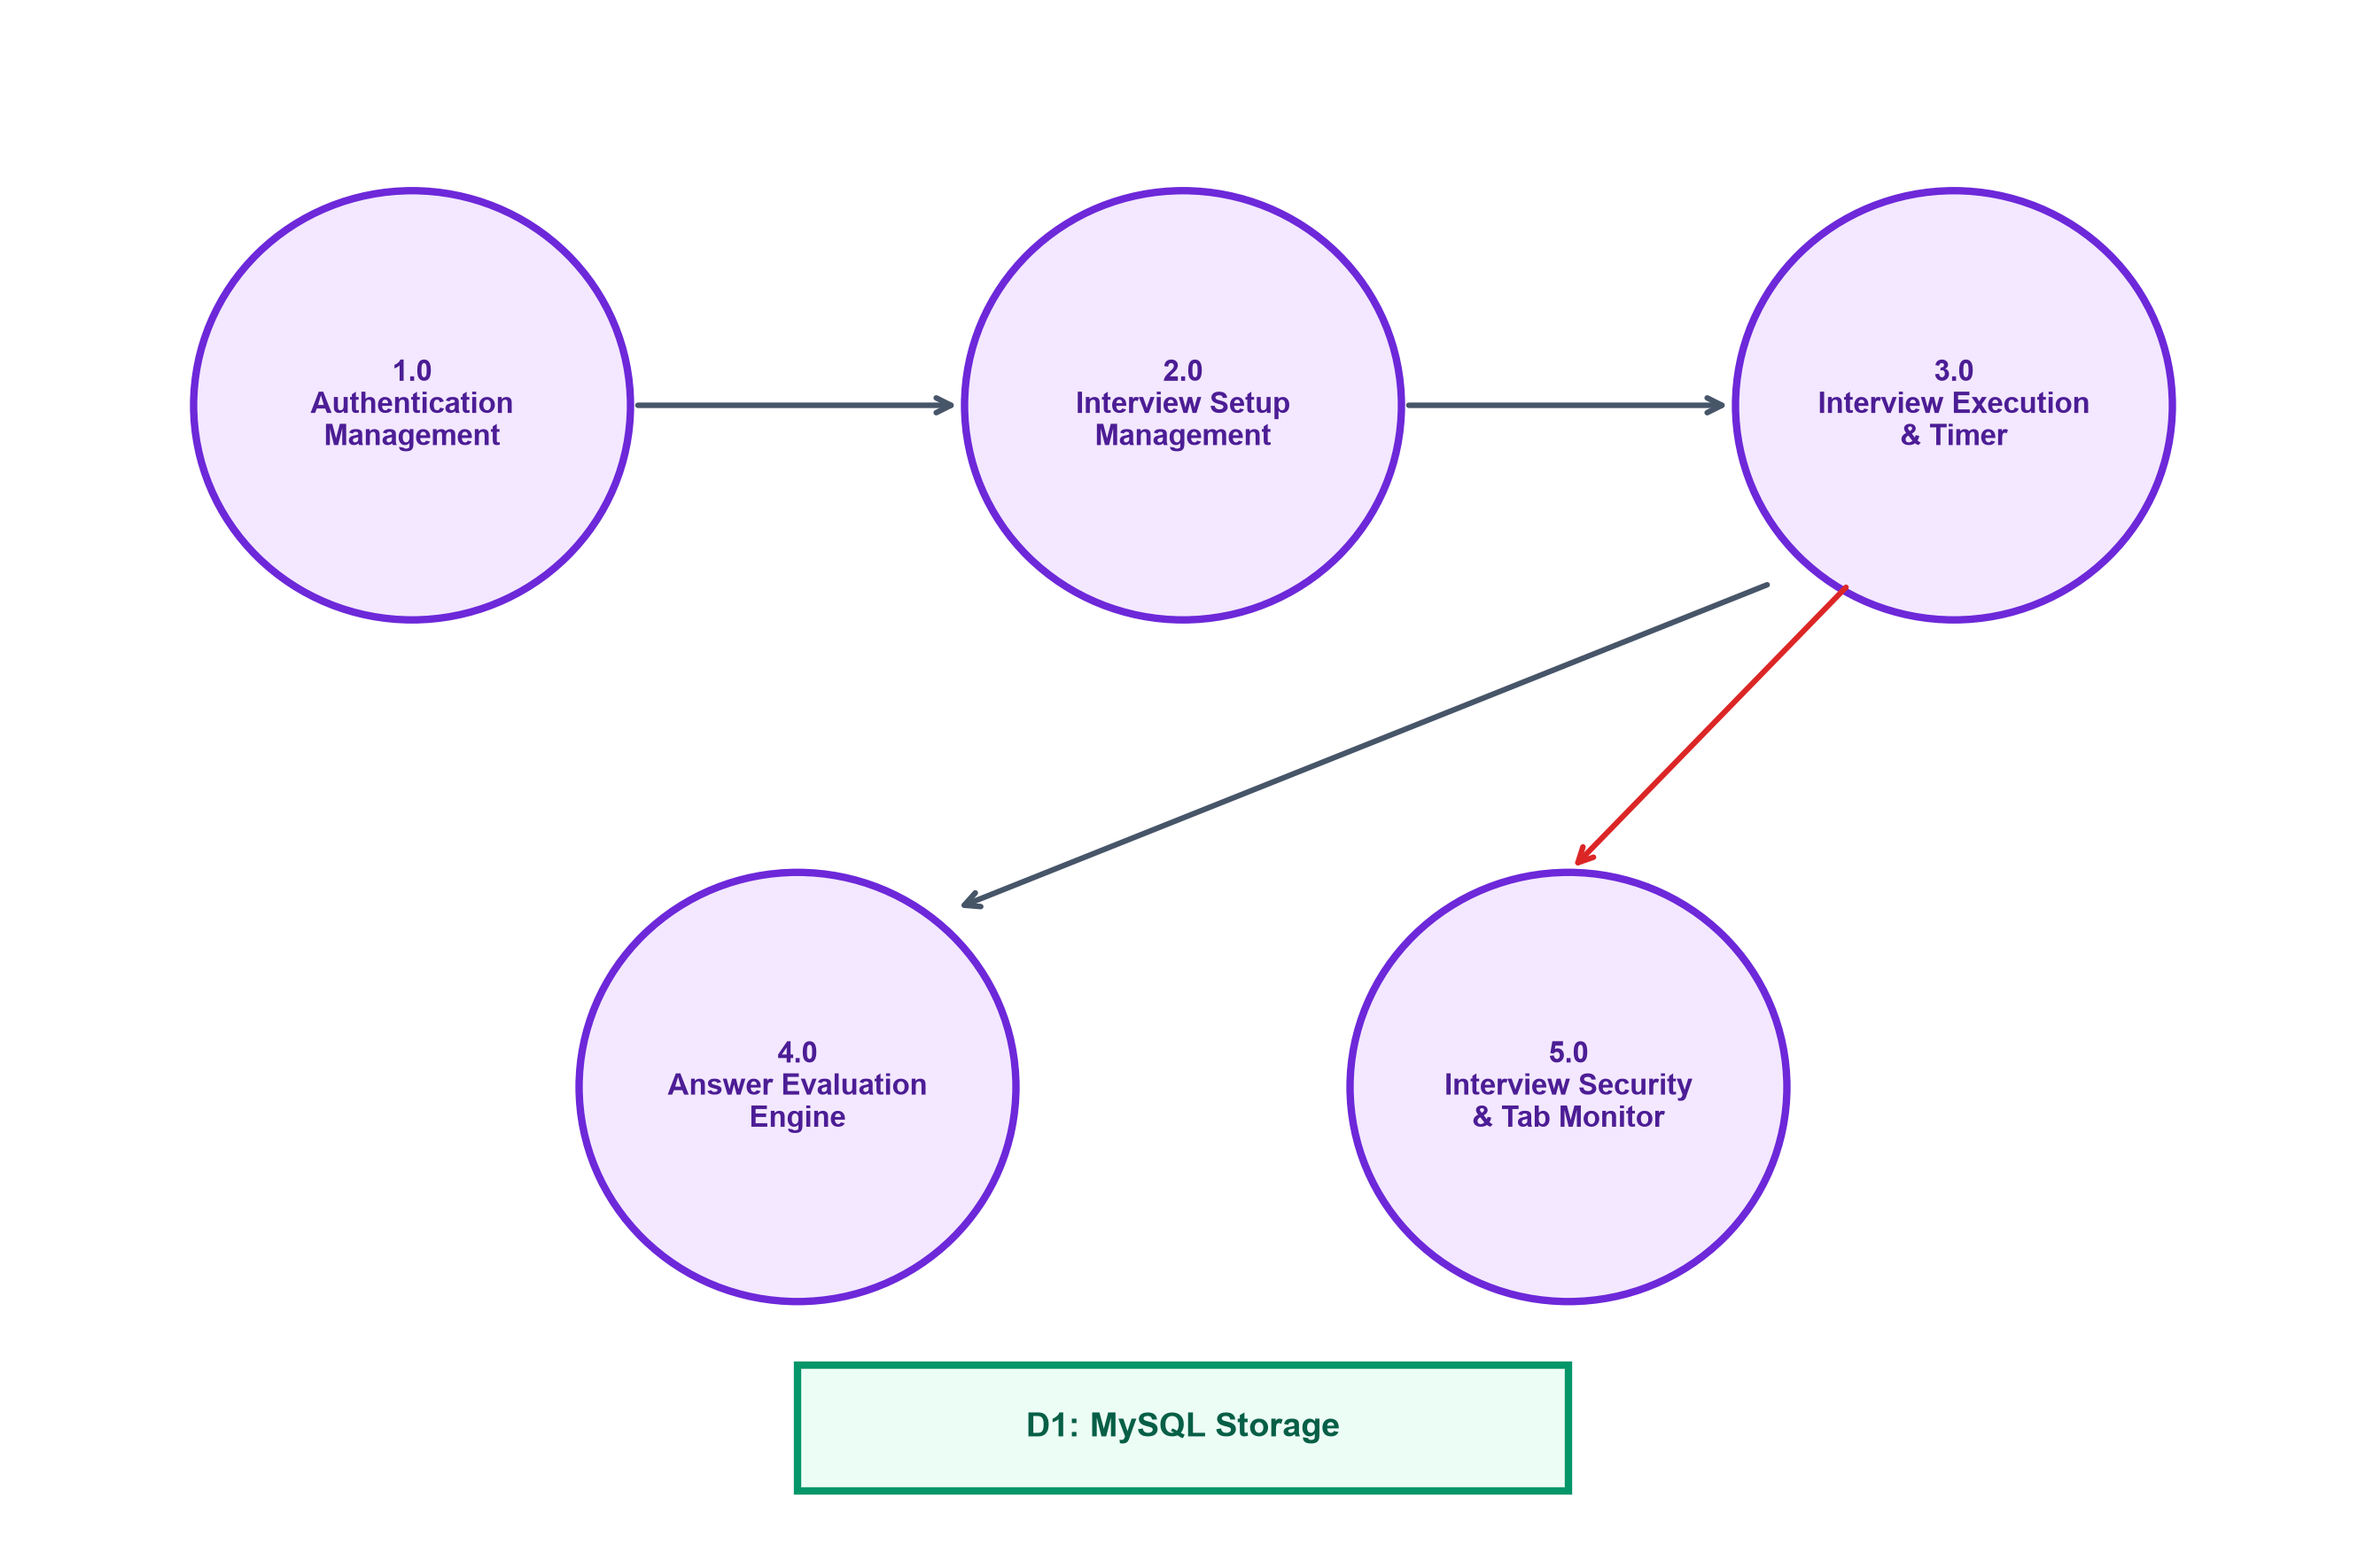 1.0
Authentication
Management
2.0
Interview Setup
Management
3.0
Interview Execution
& Timer
4.0
Answer Evaluation
Engine
5.0
Interview Security
& Tab Monitor
D1: MySQL Storage